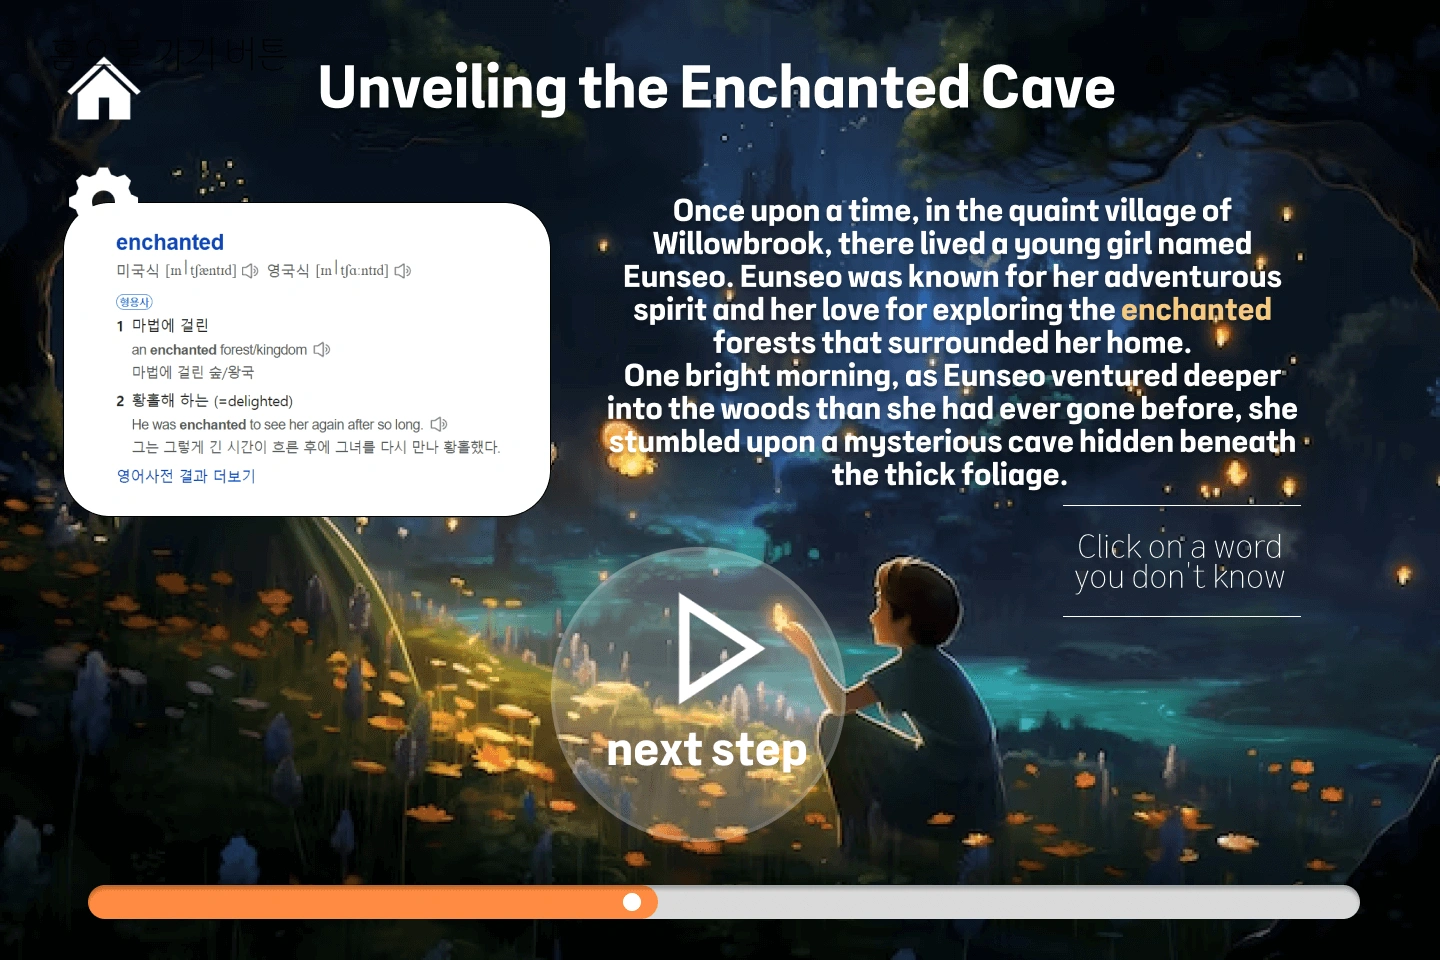 홈으로 가기 버튼
Unveiling the Enchanted Cave
enchanted
미국식 [ɪnˈtʃæntɪd] 영국식 [ɪnˈtʃɑːntɪd]
형용사
1 마법에 걸린
an enchanted forest/kingdom
마법에 걸린 숲/왕국
2 황홀해 하는 (=delighted)
He was enchanted to see her again after so long.
그는 그렇게 긴 시간이 흐른 후에 그녀를 다시 만나 황홀했다.
영어사전 결과 더보기
Once upon a time, in the quaint village of
Willowbrook, there lived a young girl named
Eunseo. Eunseo was known for her adventurous
spirit and her love for exploring the enchanted
forests that surrounded her home.
One bright morning, as Eunseo ventured deeper
into the woods than she had ever gone before, she
stumbled upon a mysterious cave hidden beneath
the thick foliage.
Click on a word
you don't know
next step